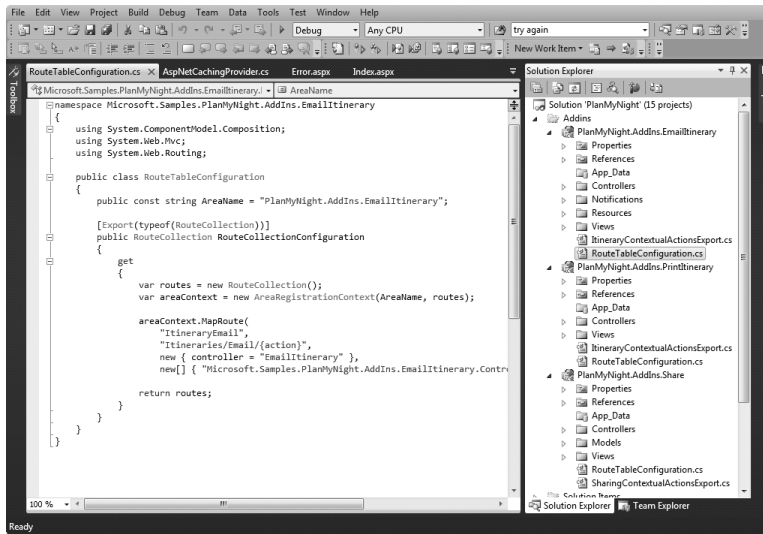 File Edit View Project Build Debug Team Data Tools Test Window Help
Debug Any CPU try again
New Work Item
Toolbox
RouteTableConfiguration.cs AspNetCachingProvider.cs Error.aspx Index.aspx
Microsoft.Samples.PlanMyNight.AddIns.EmailItinerary.l AreaName
namespace Microsoft.Samples.PlanMyNight.AddIns.EmailItinerary
{
using System.ComponentModel.Composition;
using System.Web.Mvc;
using System.Web.Routing;
public class RouteTableConfiguration
{
public const string AreaName = "PlanMyNight.AddIns.EmailItinerary";
[Export(typeof(RouteCollection))]
public RouteCollection RouteCollectionConfiguration
{
get
{
var routes = new RouteCollection();
var areaContext = new AreaRegistrationContext(AreaName, routes);
areaContext.MapRoute(
"ItineraryEmail",
"Itineraries/Email/{action}",
new { controller = "EmailItinerary" },
new[] { "Microsoft.Samples.PlanMyNight.AddIns.EmailItinerary.Contro
return routes;
}
}
}
}
100 %
Solution Explorer
Solution 'PlanMyNight' (15 projects)
Addins
PlanMyNight.AddIns.EmailItinerary
Properties
References
App_Data
Controllers
Notifications
Resources
Views
ItineraryContextualActionsExport.cs
RouteTableConfiguration.cs
PlanMyNight.AddIns.PrintItinerary
Properties
References
App_Data
Controllers
Views
ItineraryContextualActionsExport.cs
RouteTableConfiguration.cs
PlanMyNight.AddIns.Share
Properties
References
App_Data
Controllers
Models
Views
RouteTableConfiguration.cs
SharingContextualActionsExport.cs
Solution Items
Solution Explorer Team Explorer
Ready